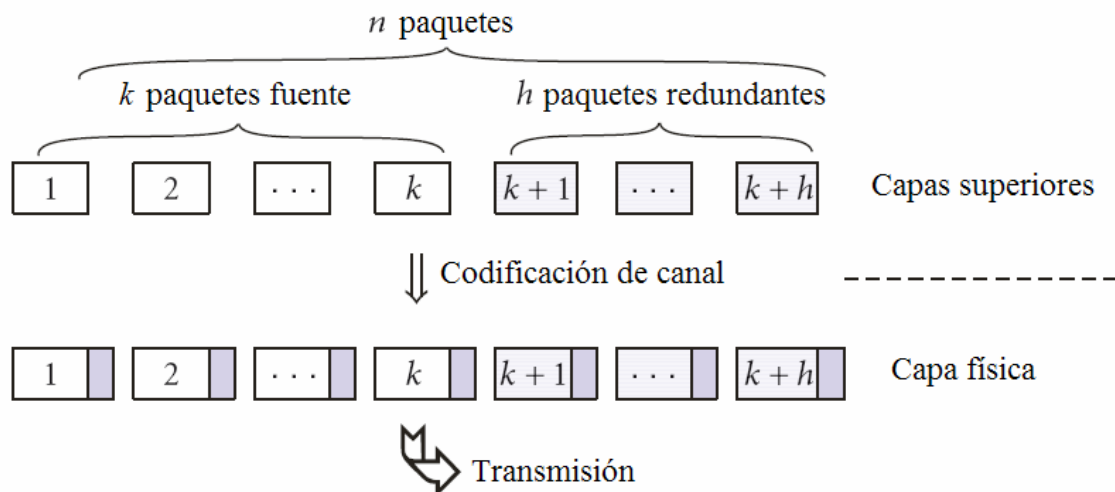 n paquetes
k paquetes fuente
h paquetes redundantes
1 2 · · · k k + 1 · · · k + h Capas superiores
Codificación de canal
1 2 · · · k k + 1 · · · k + h Capa física
Transmisión